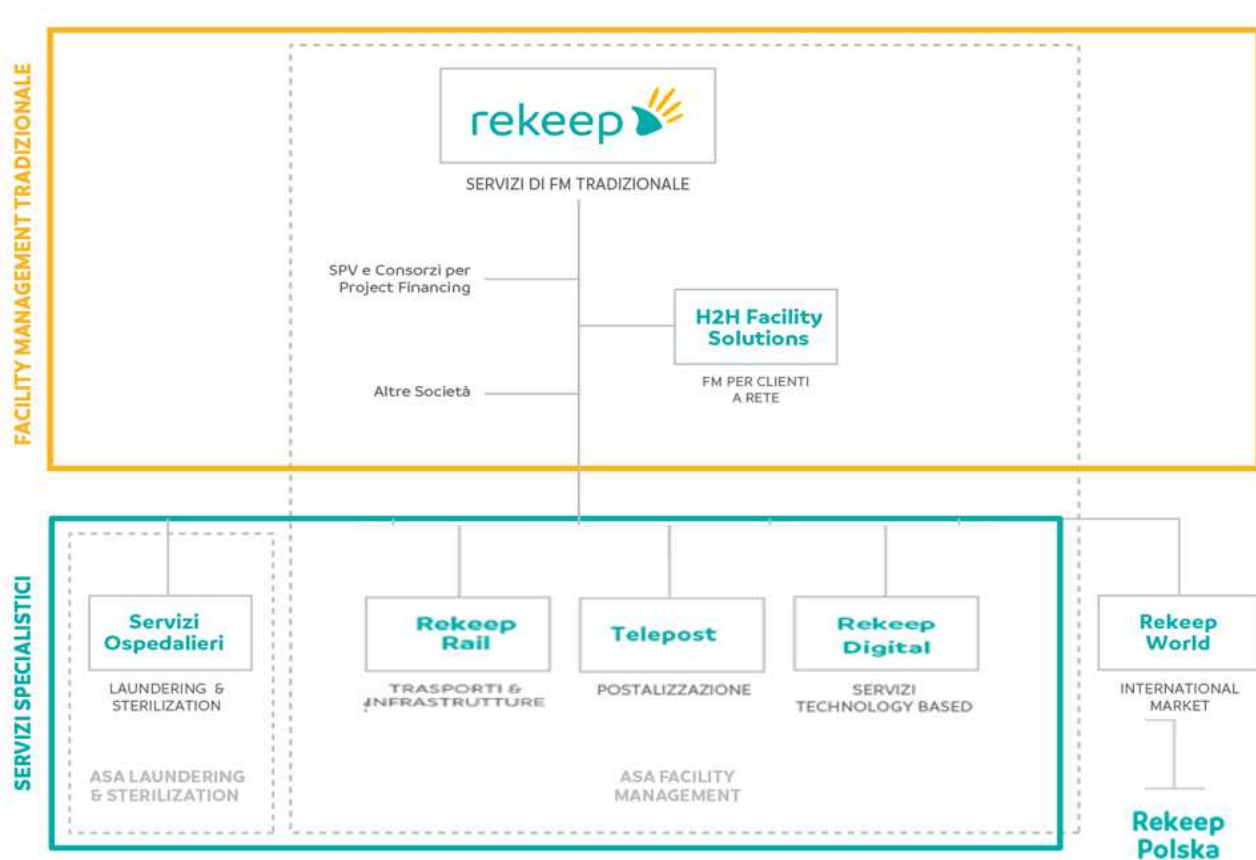 FACILITY MANAGEMENT TRADIZIONALE
rekeep
SERVIZI DI FM TRADIZIONALE
SPV e Consorzi per
Project Financing
H2H Facility
Solutions
FM PER CLIENTI
A RETE
Altre Società
SERVIZI SPECIALISTICI
Servizi
Ospedalieri
LAUNDERING &
STERILIZATION
ASA LAUNDERING
& STERILIZATION
Rekeep
Rail
TRASPORTI &
INFRASTRUTTURE
Telepost
POSTALIZZAZIONE
Rekeep
Digital
SERVIZI
TECHNOLOGY BASED
ASA FACILITY
MANAGEMENT
Rekeep
World
INTERNATIONAL
MARKET
Rekeep
Polska